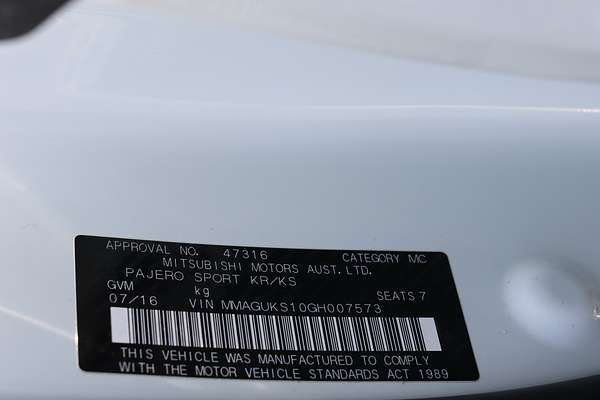 APPROVAL NO. 47316 CATEGORY MC
MITSUBISHI MOTORS AUST. LTD.
PAJERO SPORT KR/KS
GVM kg SEATS 7
07/16 VIN MMAGUKS10GH007573
THIS VEHICLE WAS MANUFACTURED TO COMPLY
WITH THE MOTOR VEHICLE STANDARDS ACT 1989